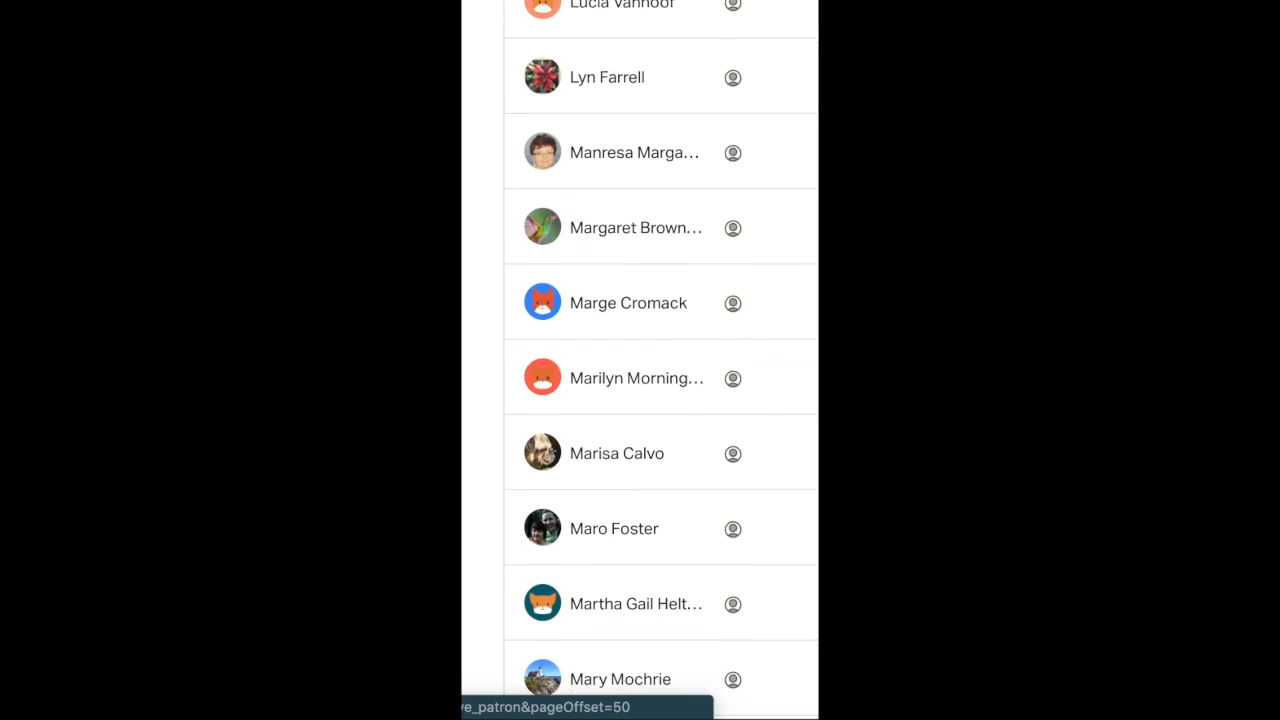 Lucia Vanhoof
Lyn Farrell
Manresa Marga...
Margaret Brown...
Marge Cromack
Marilyn Morning...
Marisa Calvo
Maro Foster
Martha Gail Helt...
Mary Mochrie
ve_patron&pageOffset=50